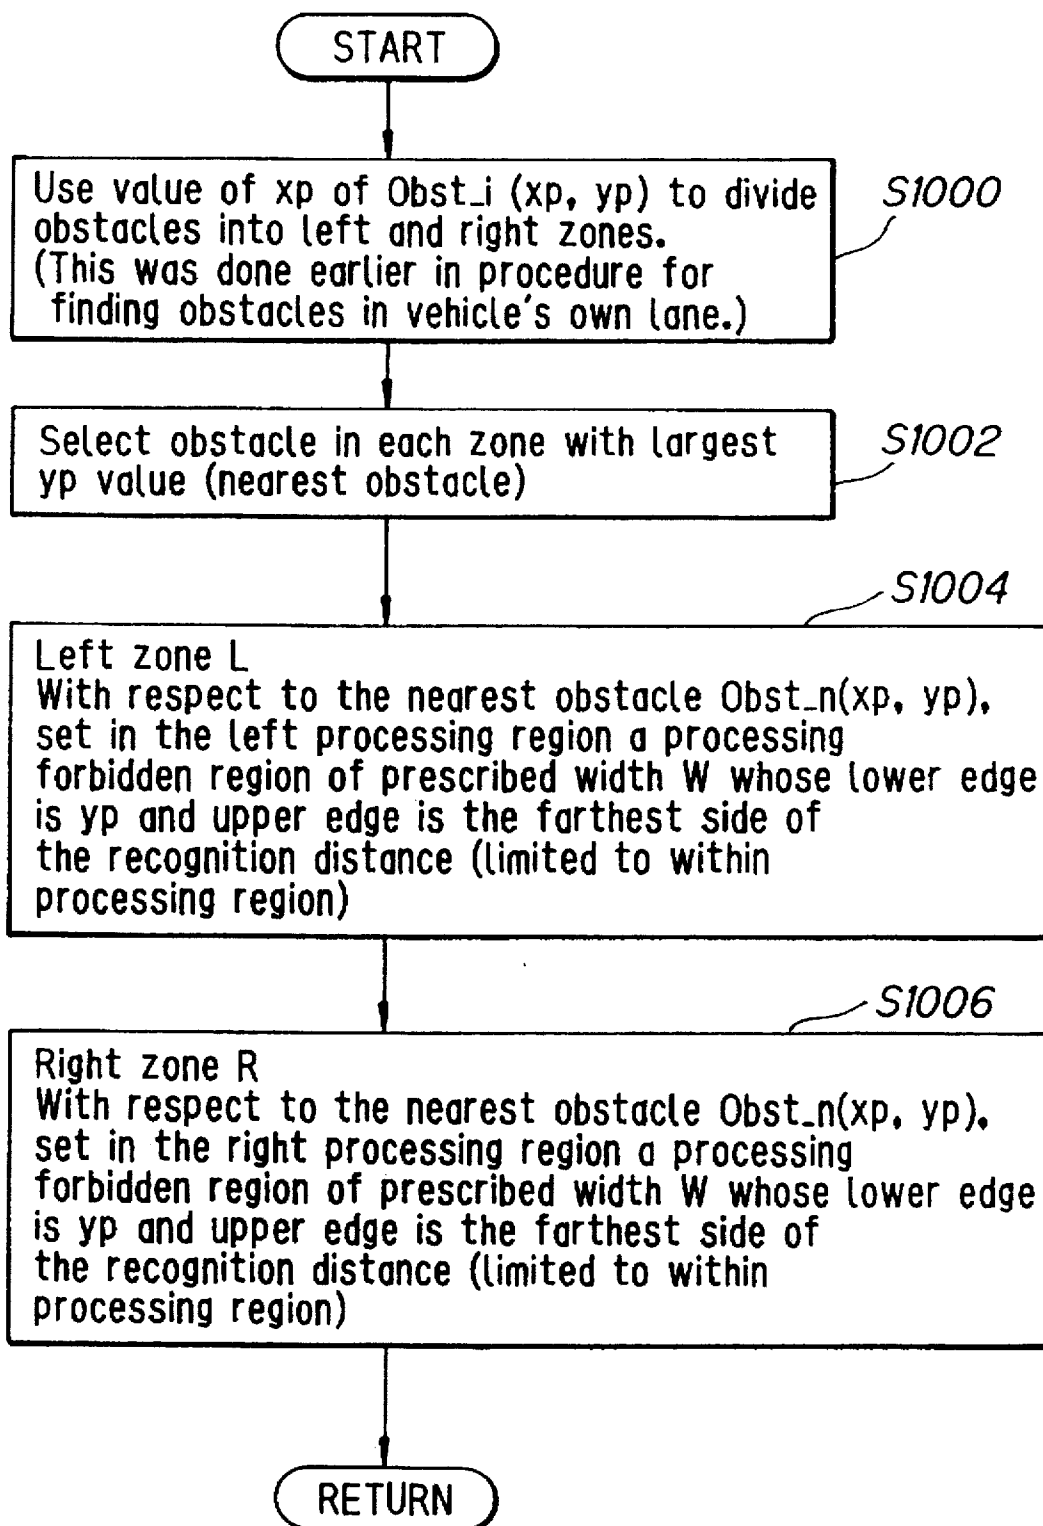 START
Use value of xp of Obst_i (xp, yp) to divide
obstacles into left and right zones.
(This was done earlier in procedure for
finding obstacles in vehicle's own lane.)
S1000
Select obstacle in each zone with largest
yp value (nearest obstacle)
S1002
S1004
Left zone L
With respect to the nearest obstacle Obst_n(xp, yp),
set in the left processing region a processing
forbidden region of prescribed width W whose lower edge
is yp and upper edge is the farthest side of
the recognition distance (limited to within
processing region)
S1006
Right zone R
With respect to the nearest obstacle Obst_n(xp, yp),
set in the right processing region a processing
forbidden region of prescribed width W whose lower edge
is yp and upper edge is the farthest side of
the recognition distance (limited to within
processing region)
RETURN